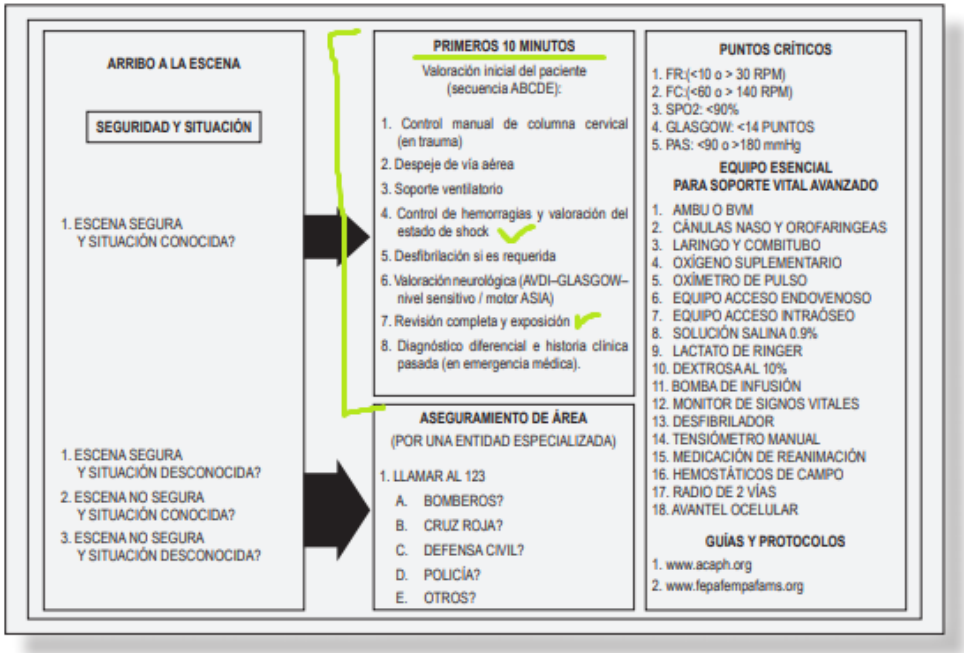 ARRIBO A LA ESCENA
SEGURIDAD Y SITUACIÓN
1. ESCENA SEGURA
Y SITUACIÓN CONOCIDA?
1. ESCENA SEGURA
Y SITUACIÓN DESCONOCIDA?
2. ESCENA NO SEGURA
Y SITUACIÓN CONOCIDA?
3. ESCENA NO SEGURA
Y SITUACIÓN DESCONOCIDA?
PRIMEROS 10 MINUTOS
Valoración inicial del paciente
(secuencia ABCDE):
1. Control manual de columna cervical
(en trauma)
2. Despeje de vía aérea
3. Soporte ventilatorio
4. Control de hemorragias y valoración del
estado de shock
5. Desfibrilación si es requerida
6. Valoración neurológica (AVDI–GLASGOW–
nivel sensitivo / motor ASIA)
7. Revisión completa y exposición
8. Diagnóstico diferencial e historia clínica
pasada (en emergencia médica).
ASEGURAMIENTO DE ÁREA
(POR UNA ENTIDAD ESPECIALIZADA)
1. LLAMAR AL 123
A. BOMBEROS?
B. CRUZ ROJA?
C. DEFENSA CIVIL?
D. POLICÍA?
E. OTROS?
PUNTOS CRÍTICOS
1. FR:(<10 o > 30 RPM)
2. FC:(<60 o > 140 RPM)
3. SPO2: <90%
4. GLASGOW: <14 PUNTOS
5. PAS: <90 o >180 mmHg
EQUIPO ESENCIAL
PARA SOPORTE VITAL AVANZADO
1. AMBU O BVM
2. CÁNULAS NASO Y OROFARINGEAS
3. LARINGO Y COMBITUBO
4. OXÍGENO SUPLEMENTARIO
5. OXÍMETRO DE PULSO
6. EQUIPO ACCESO ENDOVENOSO
7. EQUIPO ACCESO INTRAÓSEO
8. SOLUCIÓN SALINA 0.9%
9. LACTATO DE RINGER
10. DEXTROSA AL 10%
11. BOMBA DE INFUSIÓN
12. MONITOR DE SIGNOS VITALES
13. DESFIBRILADOR
14. TENSIÓMETRO MANUAL
15. MEDICACIÓN DE REANIMACIÓN
16. HEMOSTÁTICOS DE CAMPO
17. RADIO DE 2 VÍAS
18. AVANTEL OCELULAR
GUÍAS Y PROTOCOLOS
1. www.acaph.org
2. www.fepafempafams.org